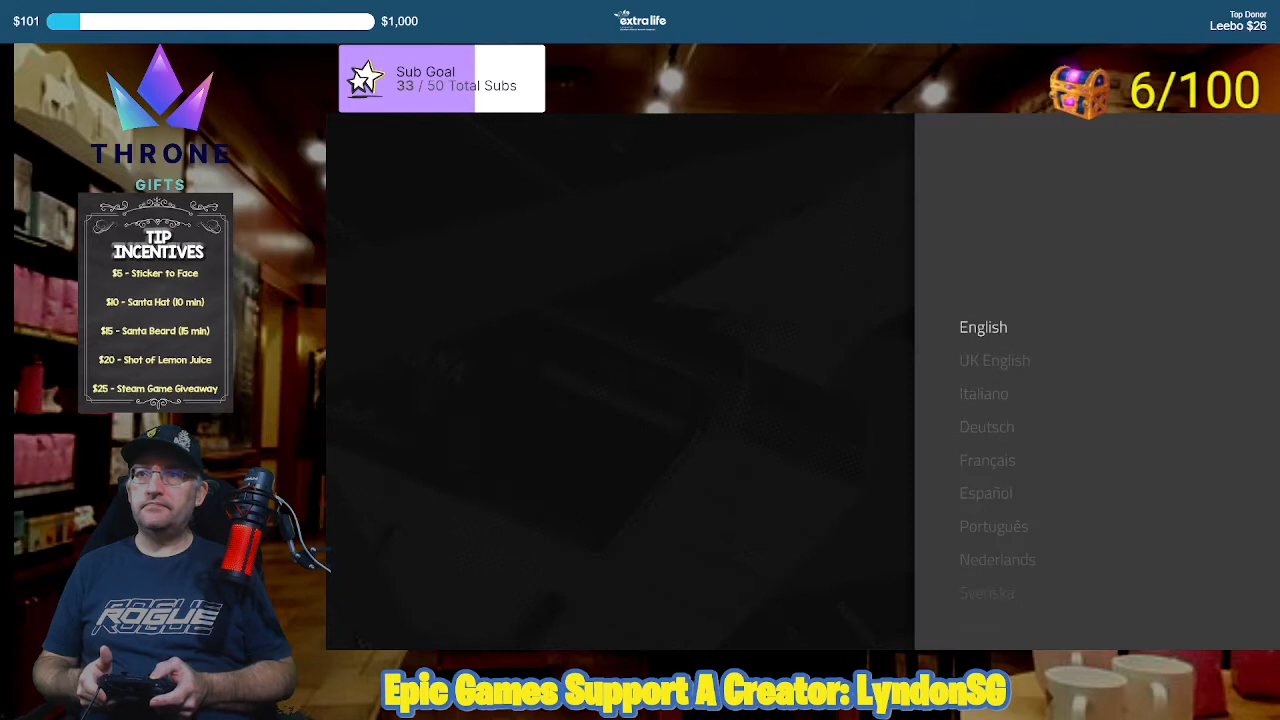 $101
$1,000
extra life
Top Donor
Leebo $26
Sub Goal
33 / 50 Total Subs
6/100
THRONE
GIFTS
TIP
INCENTIVES
$5 - Sticker to Face
$10 - Santa Hat (10 min)
$15 - Santa Beard (15 min)
$20 - Shot of Lemon Juice
$25 - Steam Game Giveaway
English
UK English
Italiano
Deutsch
Français
Español
Português
Nederlands
Svenska
ROGUE
Epic Games Support A Creator: LyndonSG